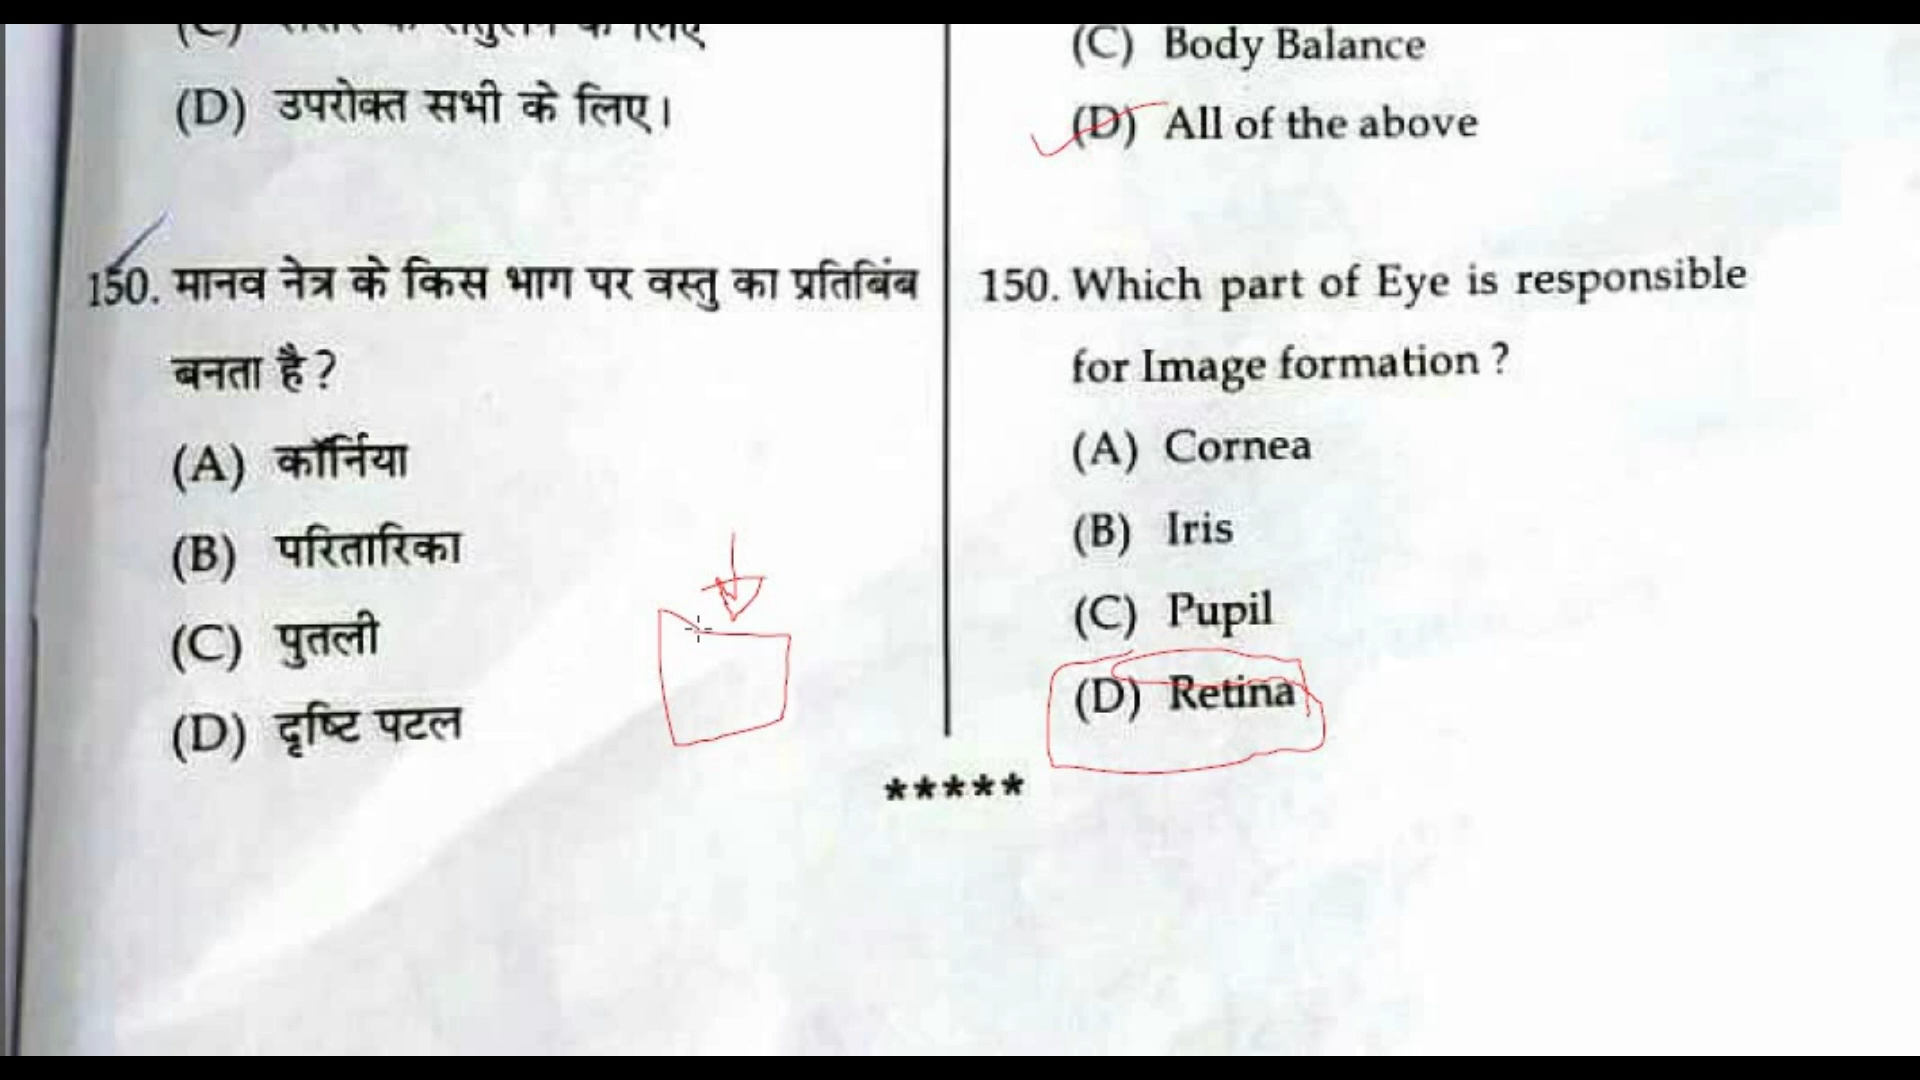 (D) उपरोक्त सभी के लिए।
150. मानव नेत्र के किस भाग पर वस्तु का प्रतिबिंब
बनता है ?
(A) कॉर्निया
(B) परितारिका
(C) पुतली
(D) दृष्टि पटल
(C) Body Balance
(D) All of the above
150. Which part of Eye is responsible
for Image formation ?
(A) Cornea
(B) Iris
(C) Pupil
(D) Retina
*****